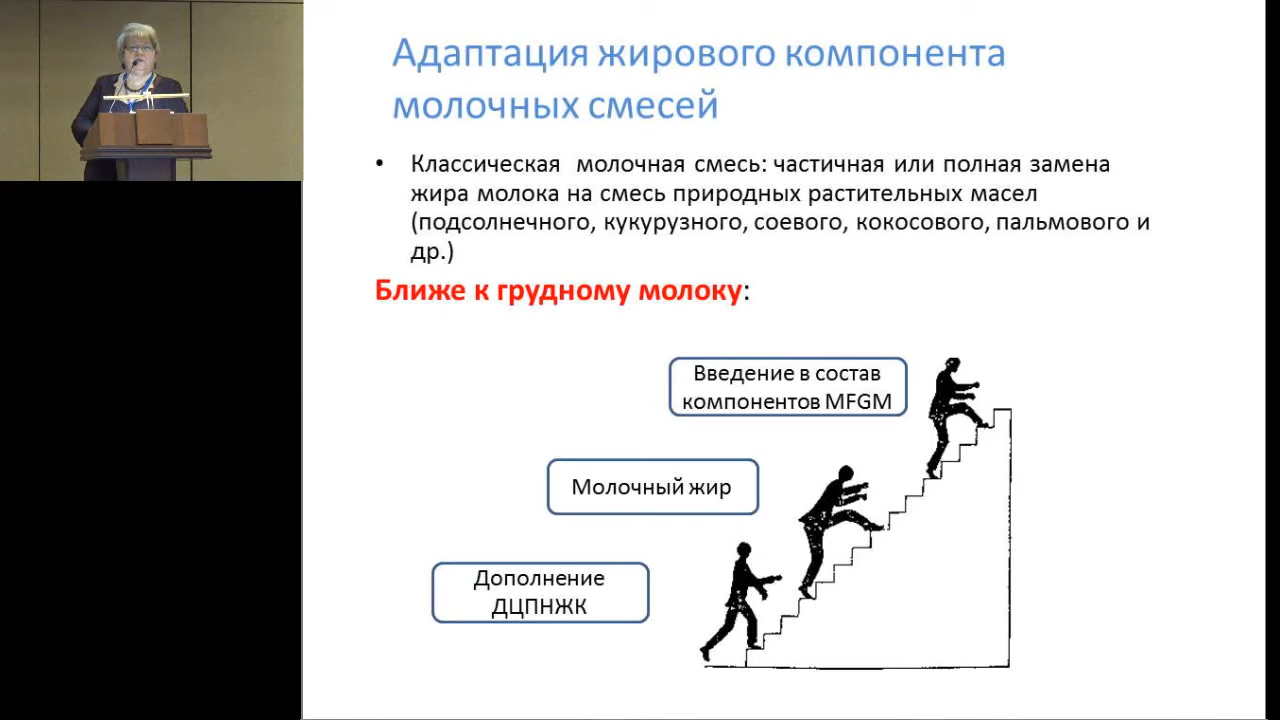 Адаптация жирового компонента
молочных смесей
• Классическая молочная смесь: частичная или полная замена
жира молока на смесь природных растительных масел
(подсолнечного, кукурузного, соевого, кокосового, пальмового и
др.)
Ближе к грудному молоку:
Введение в состав
компонентов MFGM
Молочный жир
Дополнение
ДЦПНЖК